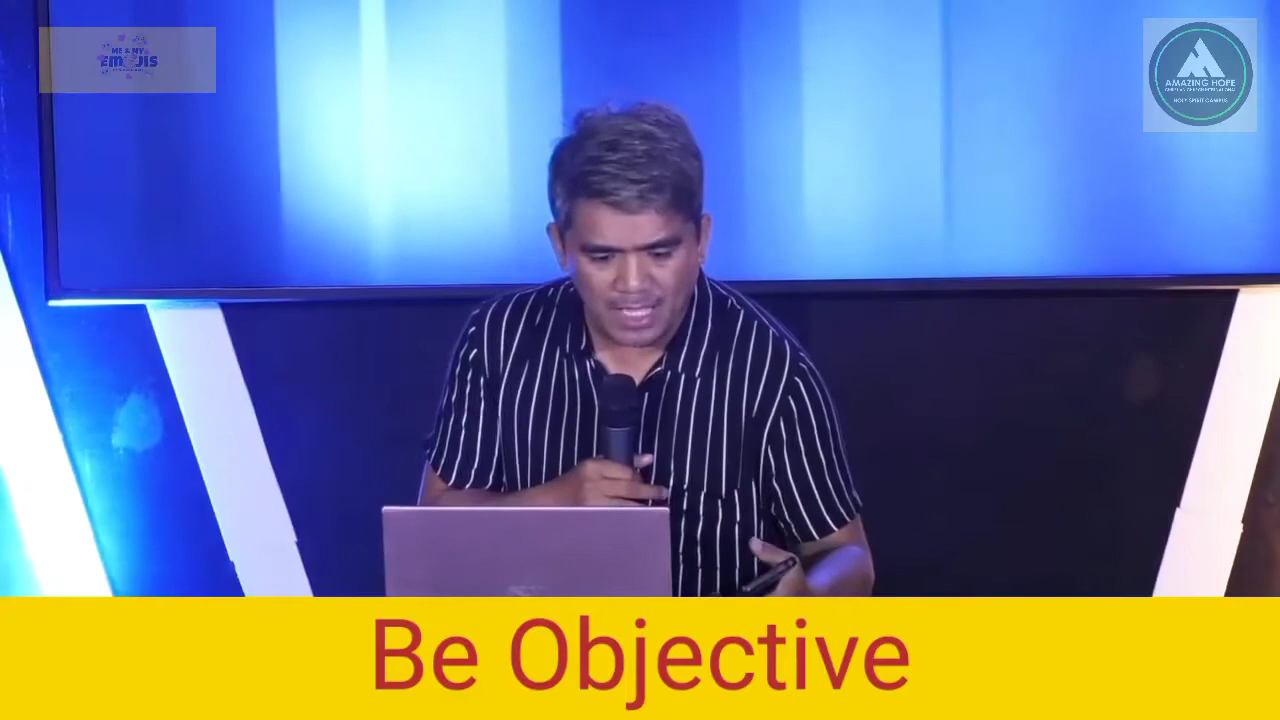 ME & MY
EMOJIS
AMAZING HOPE
HOLY SPIRIT CAMPUS
Be Objective